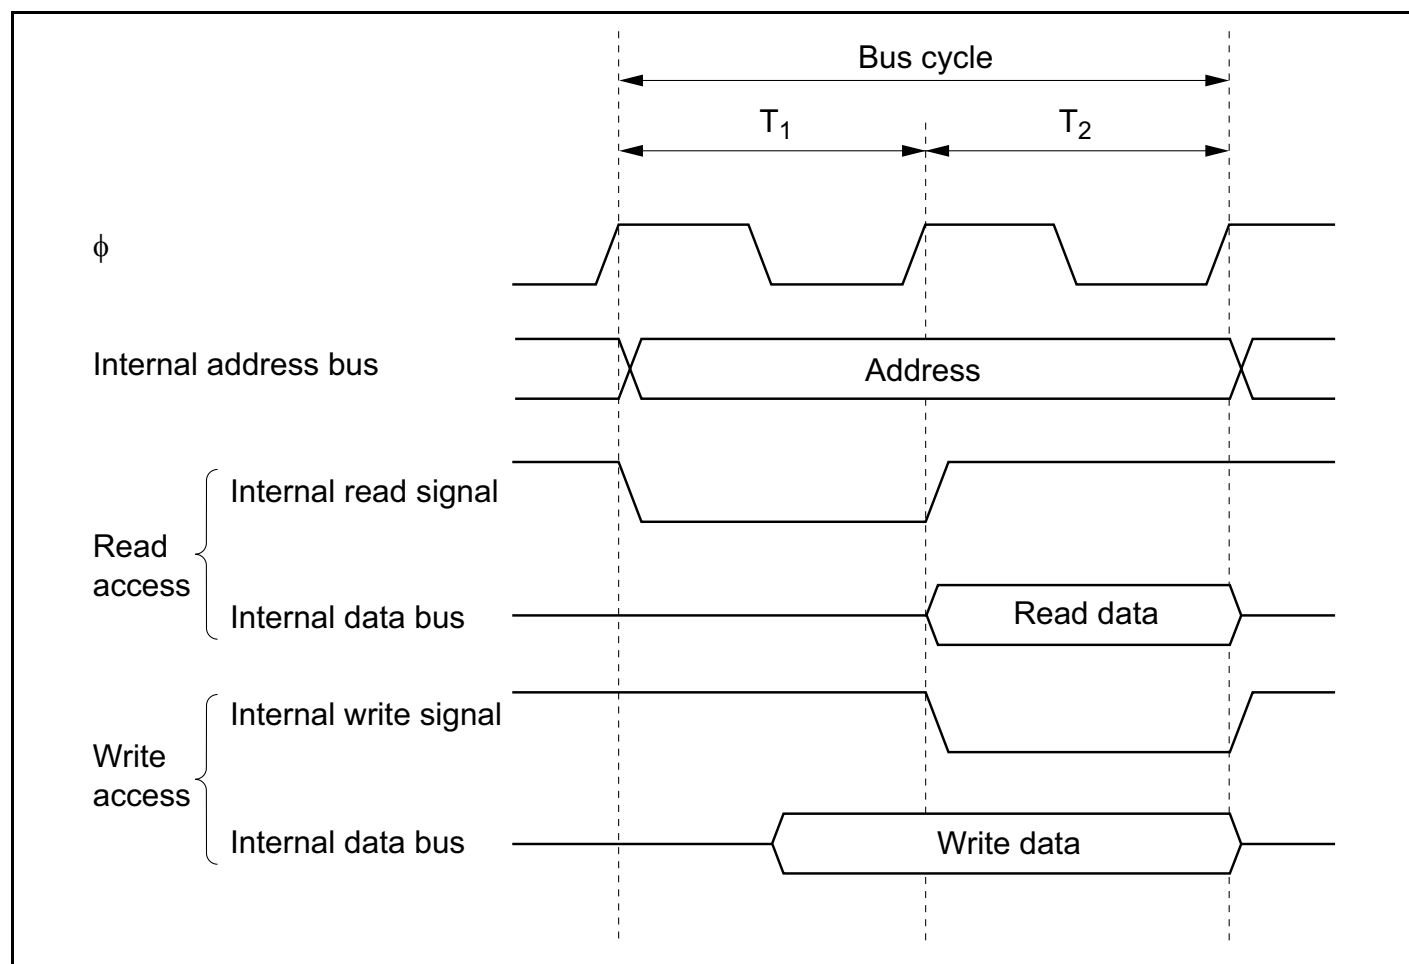 Bus cycle
T1 T2
ϕ
Internal address bus
Address
Read
access
Internal read signal
Internal data bus
Read data
Write
access
Internal write signal
Internal data bus
Write data